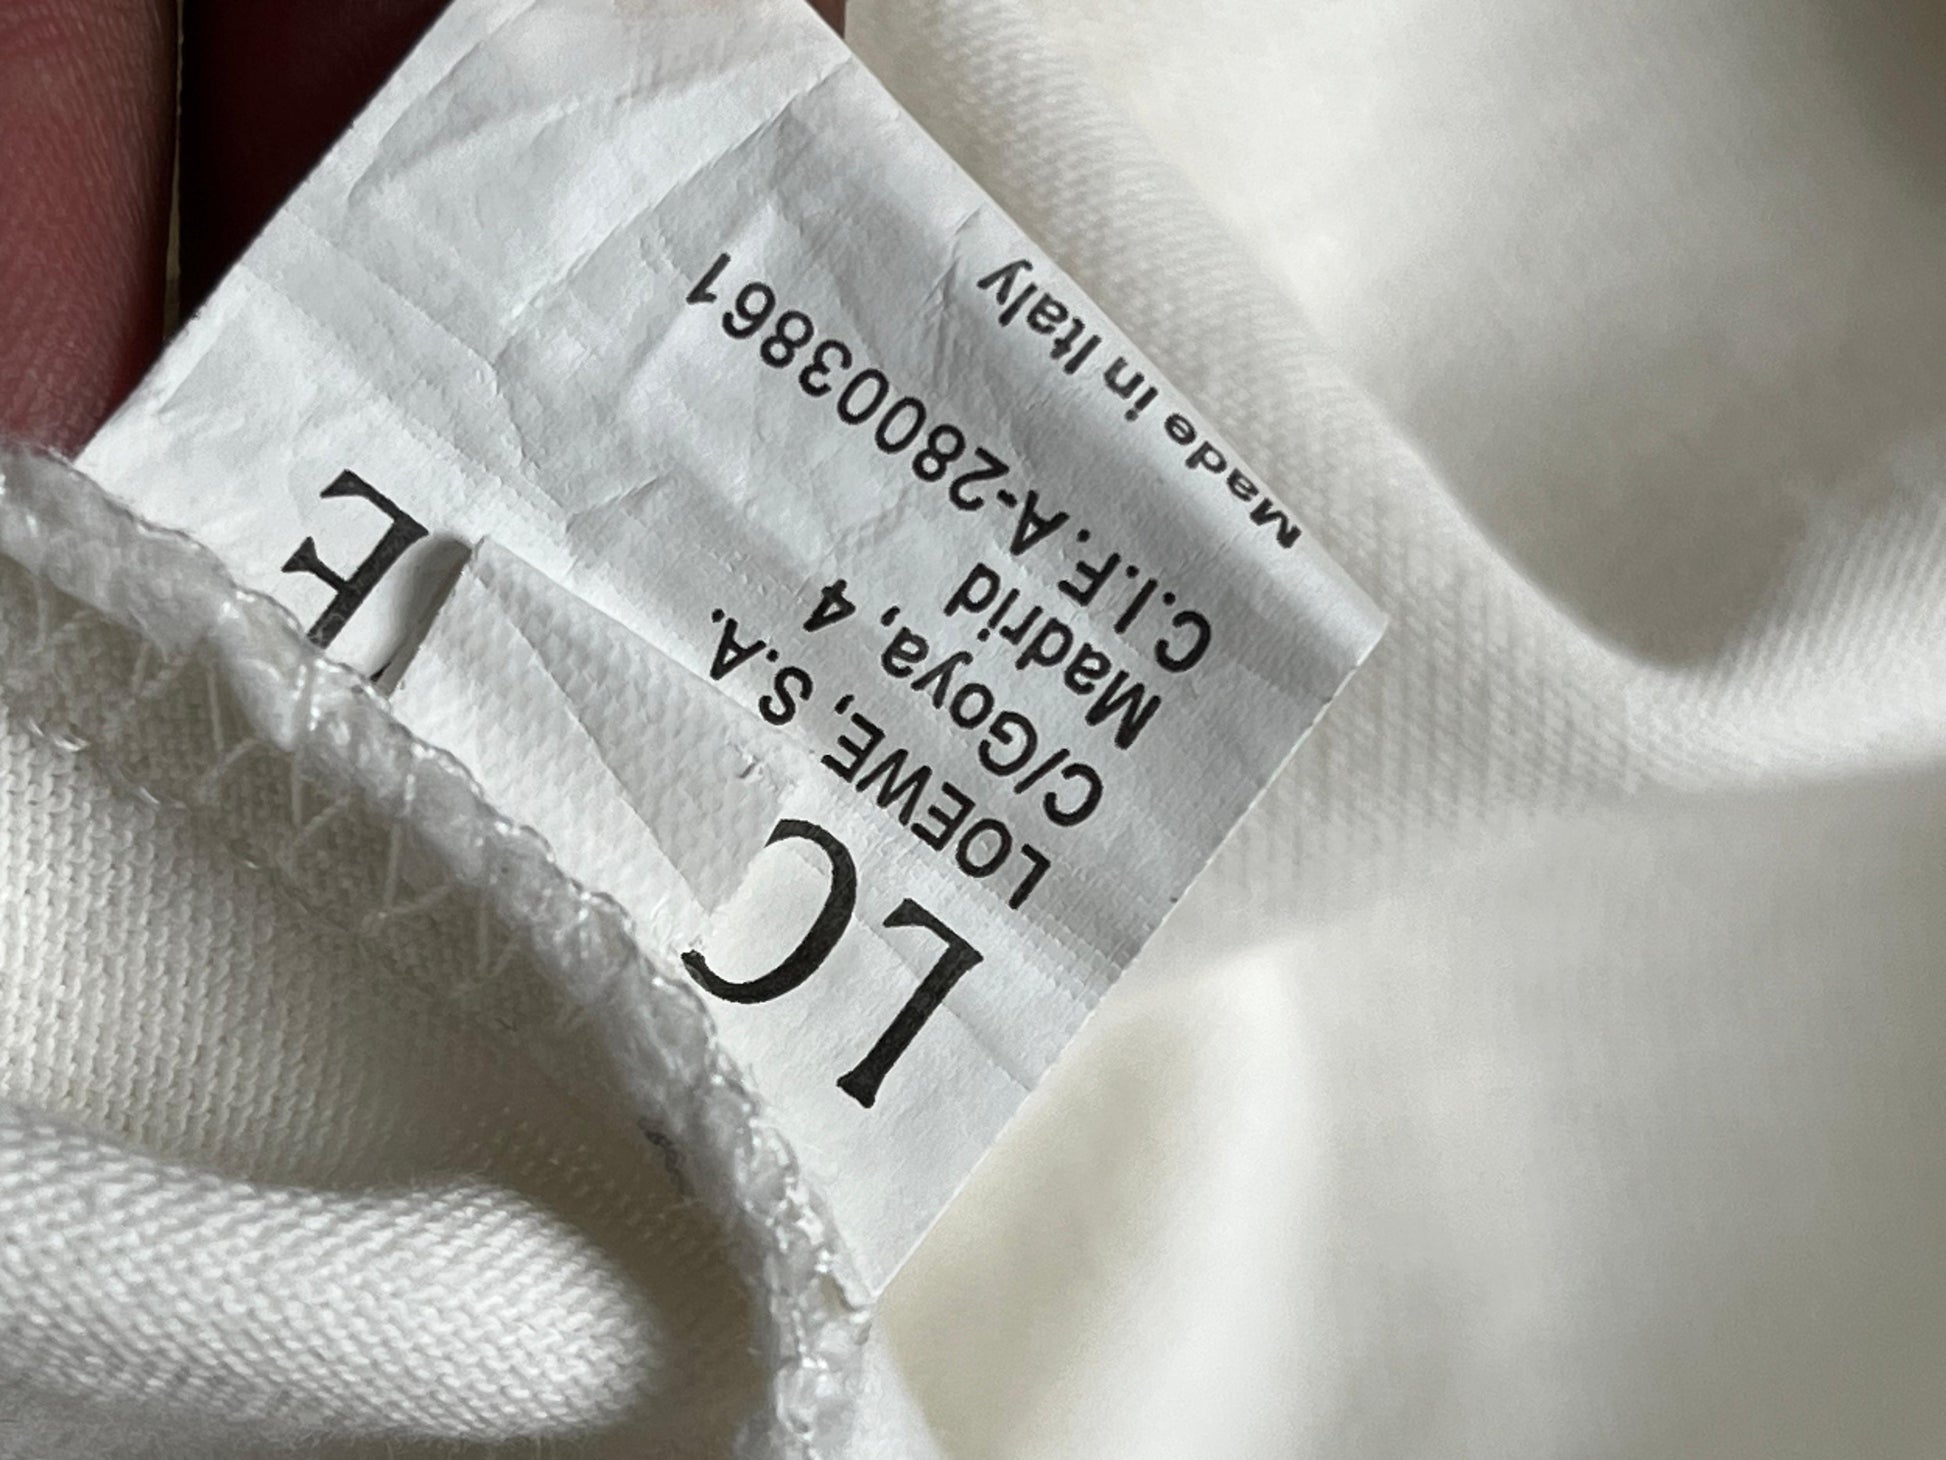 LOEWE, S.A.
C/Goya, 4
Madrid
C.I.F. A-28003861
Made in Italy